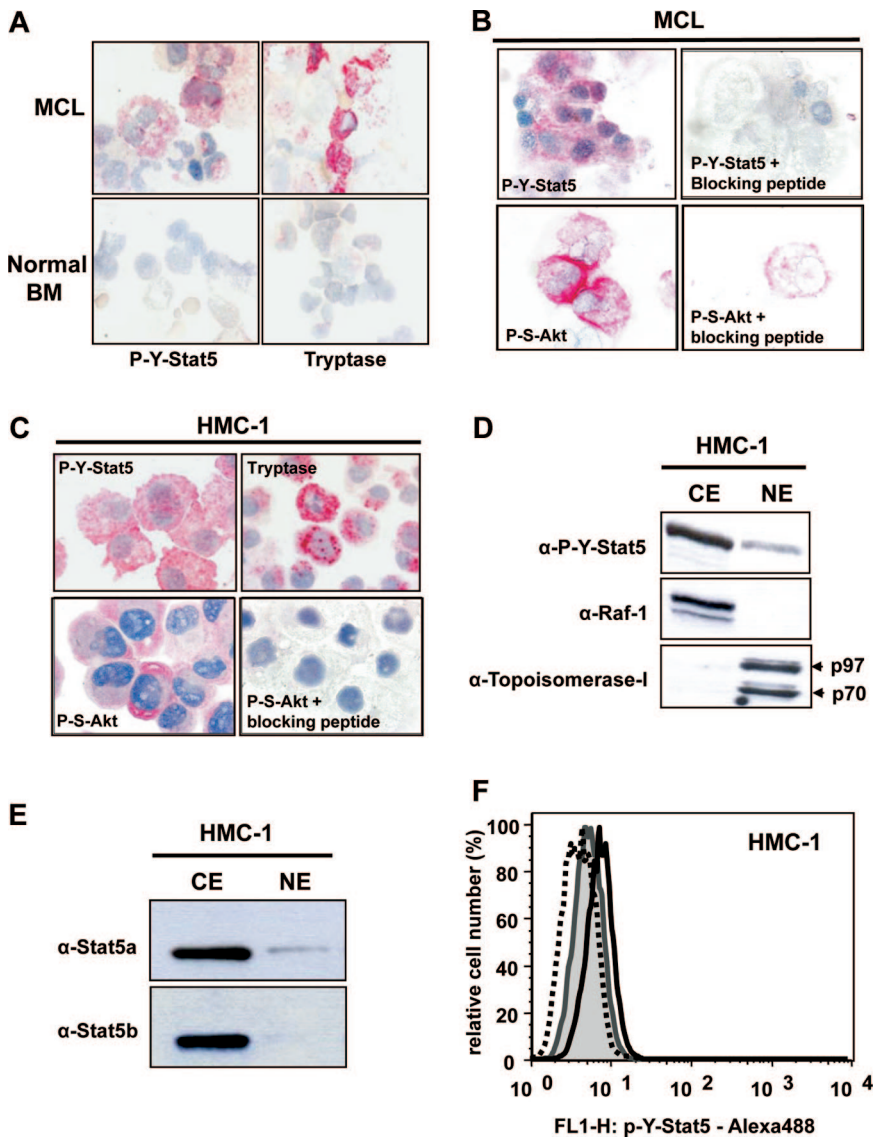 A
MCL
Normal
BM
P-Y-Stat5
Tryptase
B
MCL
P-Y-Stat5
P-Y-Stat5 +
Blocking peptide
P-S-Akt
P-S-Akt +
blocking peptide
C
HMC-1
P-Y-Stat5
Tryptase
P-S-Akt
P-S-Akt +
blocking peptide
D
HMC-1
CE NE
α-P-Y-Stat5
α-Raf-1
α-Topoisomerase-I
p97
p70
E
HMC-1
CE NE
α-Stat5a
α-Stat5b
F
HMC-1
relative cell number (%)
100
80
60
40
20
0
10 0 10 1 10 2 10 3 10 4
FL1-H: p-Y-Stat5 - Alexa488